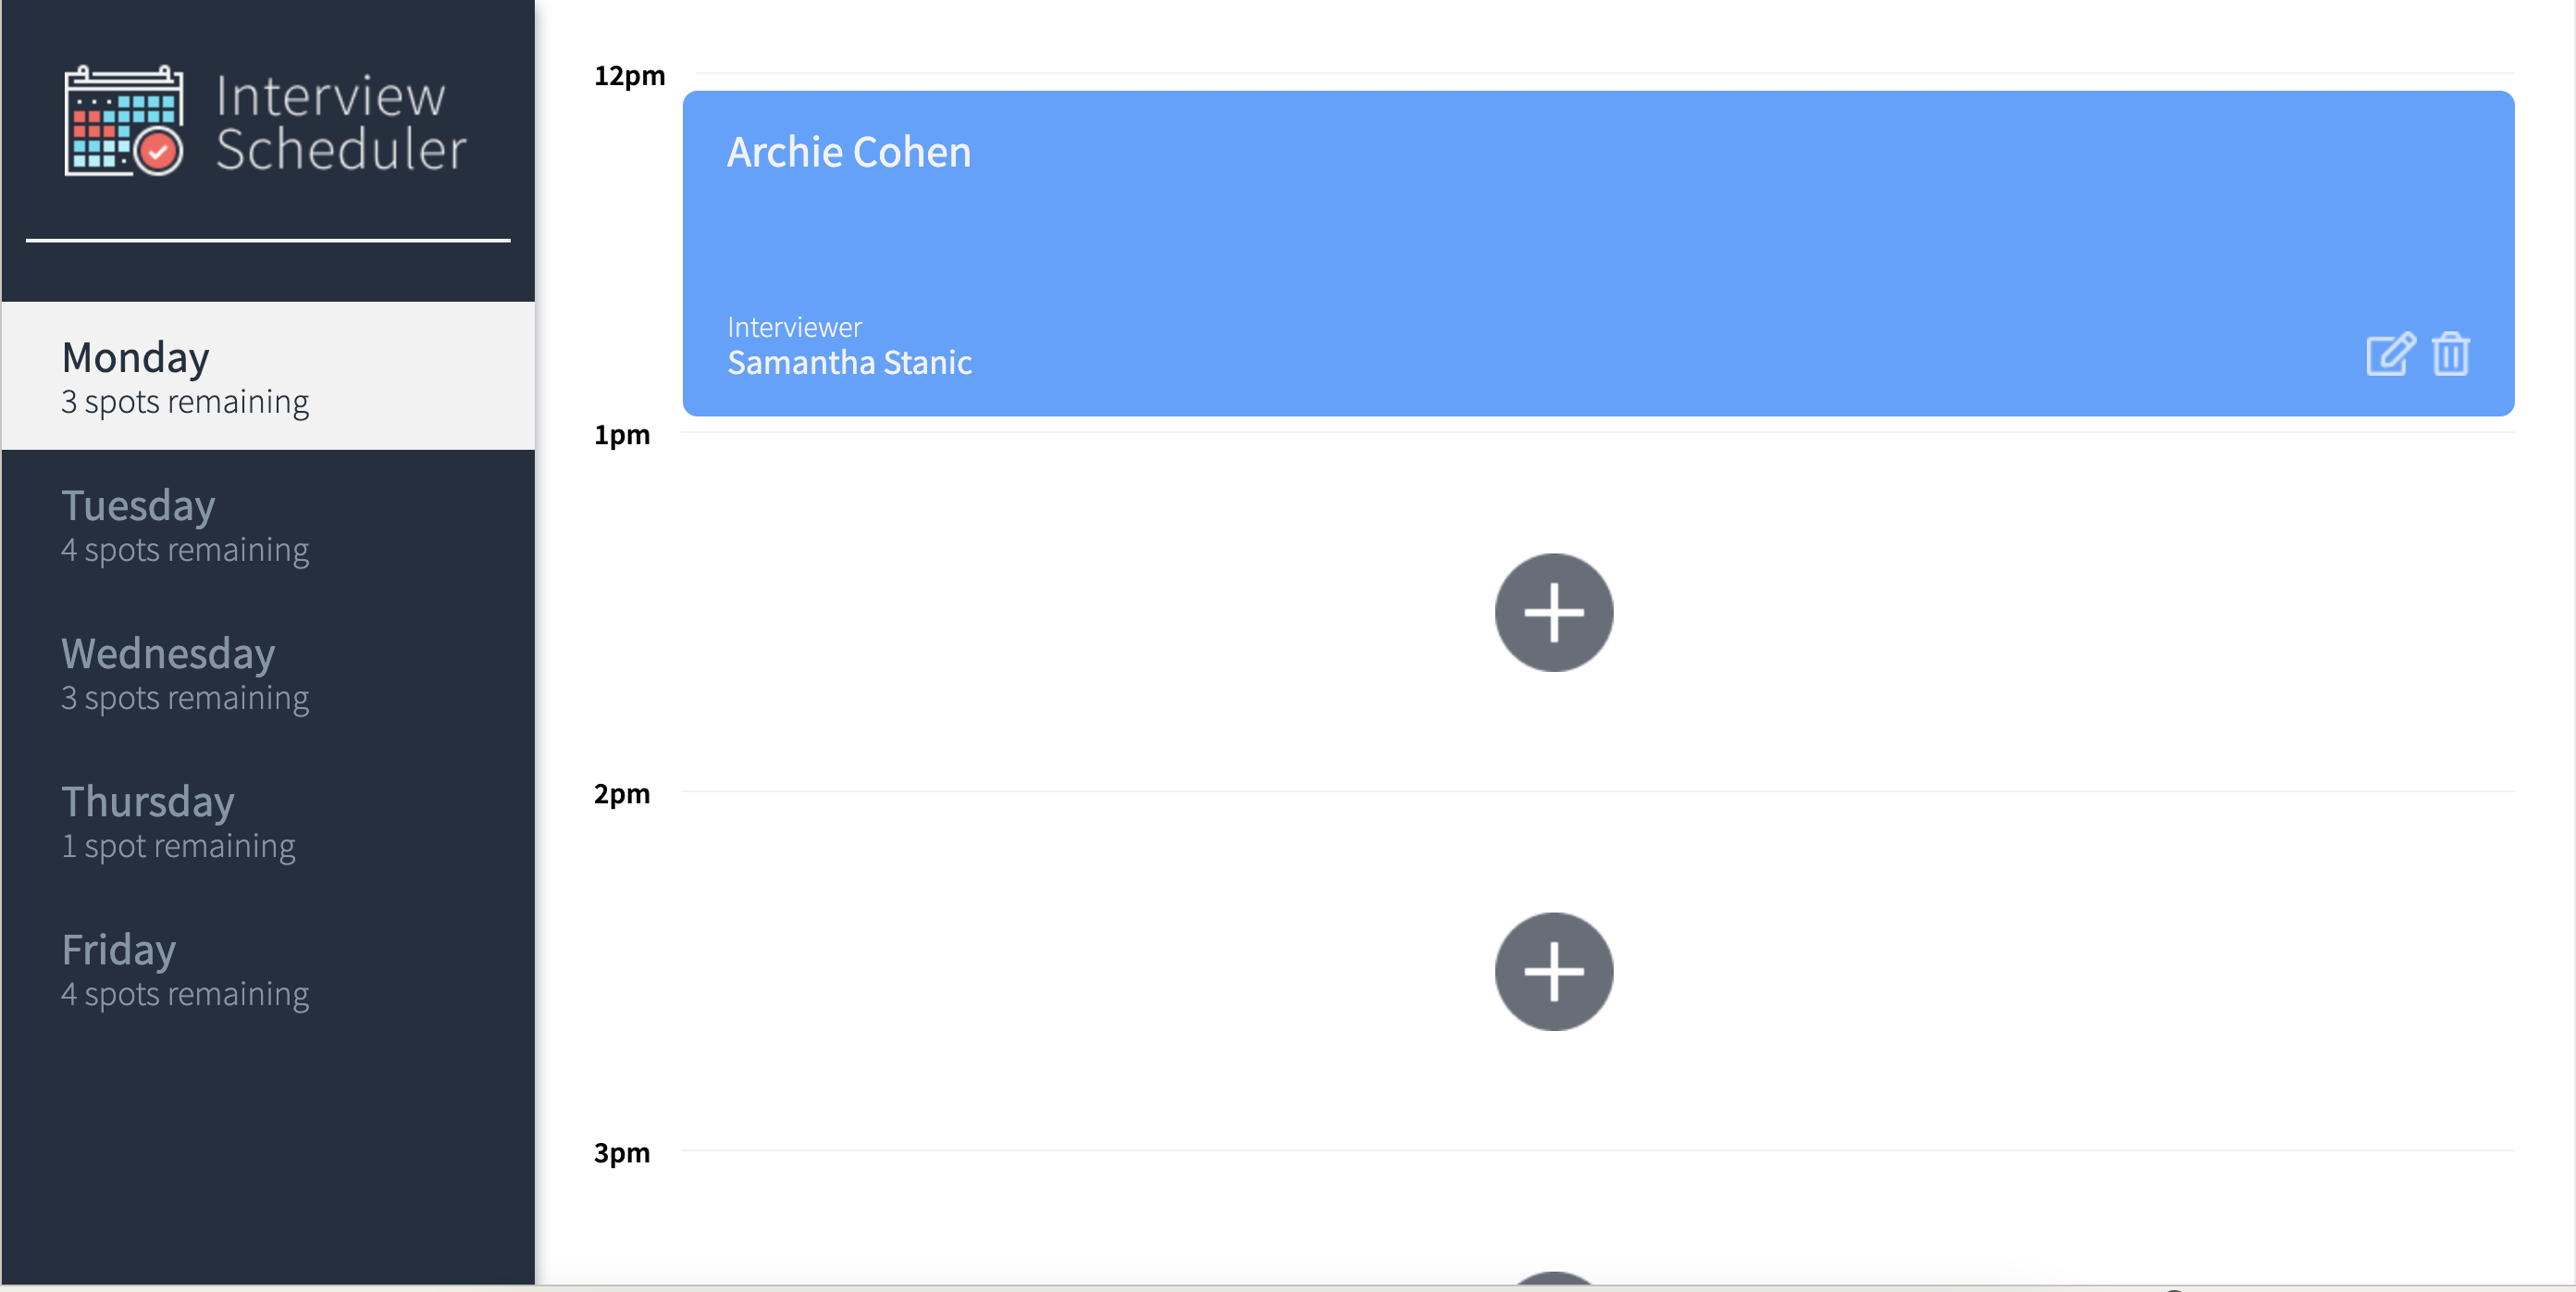 Interview
Scheduler
Monday
3 spots remaining
Tuesday
4 spots remaining
Wednesday
3 spots remaining
Thursday
1 spot remaining
Friday
4 spots remaining
12pm
Archie Cohen
Interviewer
Samantha Stanic
1pm
2pm
3pm